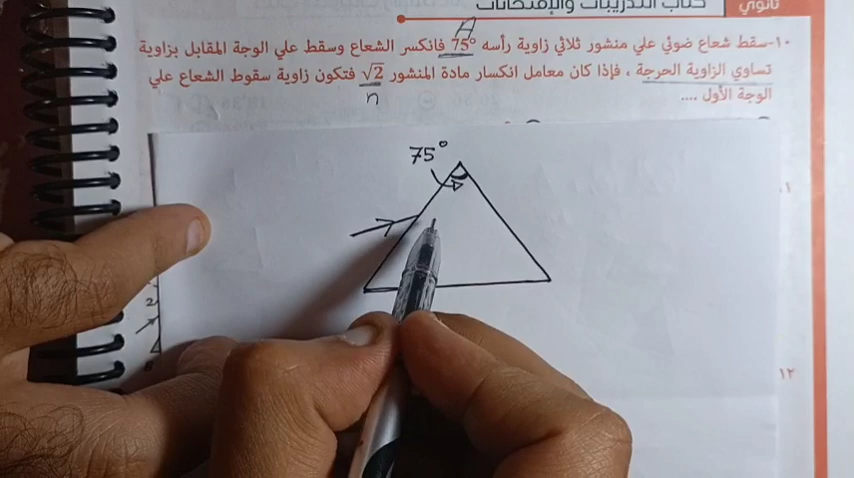 ثانوي
كتاب التدريبات والإمتحانات
A
١٠-سقط شعاع ضوئي علي منشور ثلاثي زاوية رأسه 75° فانكسر الشعاع وسقط علي الوجة المقابل بزاوية
تساوي الزاوية الحرجة ، فإذا كان معامل انكسار مادة المنشور √2 فتكون زاوية سقوط الشعاع علي
n
الوجة الأول ....
75°
١٢